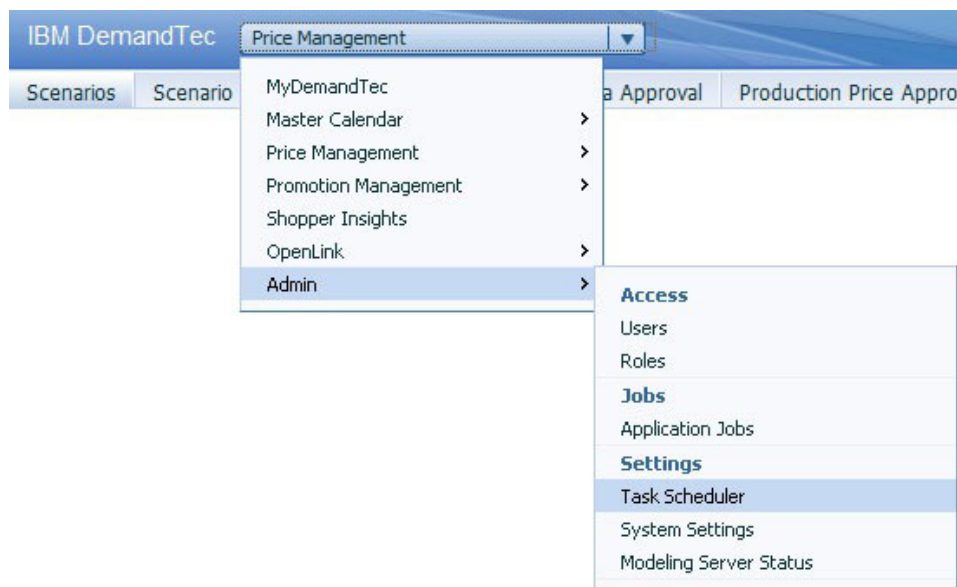 IBM DemandTec Price Management
Scenarios Scenario a Approval Production Price Appro
MyDemandTec
Master Calendar
Price Management
Promotion Management
Shopper Insights
OpenLink
Admin
Access
Users
Roles
Jobs
Application Jobs
Settings
Task Scheduler
System Settings
Modeling Server Status